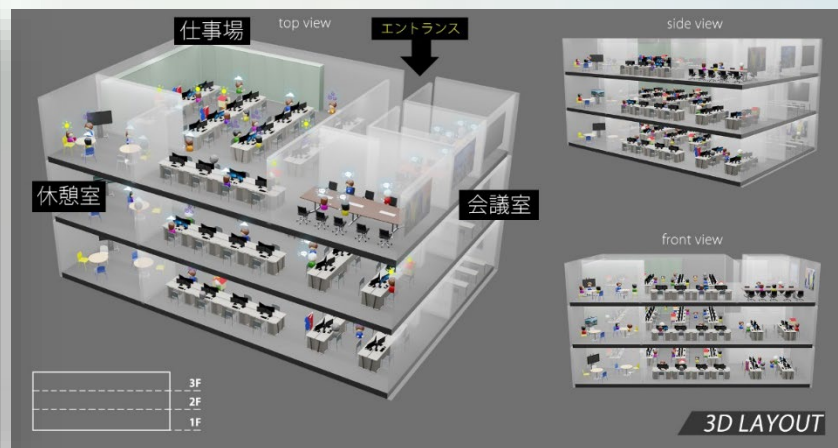 仕事場
top view
エントランス
side view
休憩室
会議室
front view
3F
2F
1F
3D LAYOUT